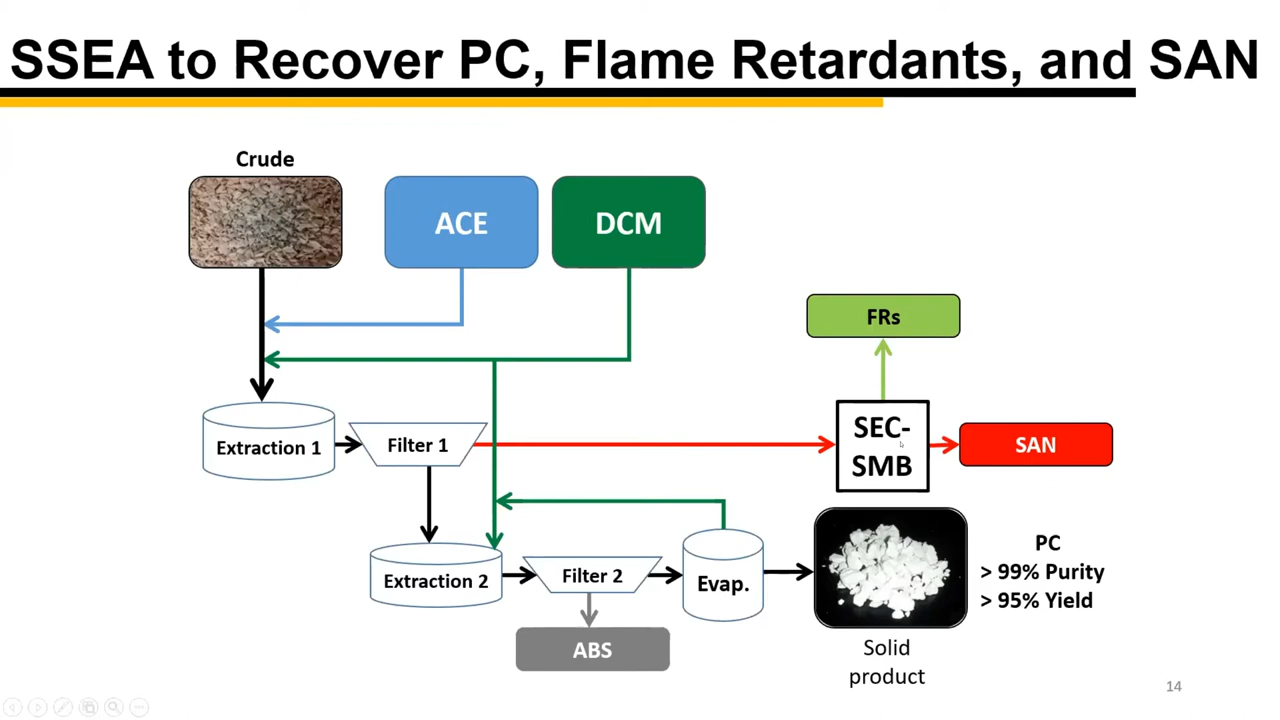 SSEA to Recover PC, Flame Retardants, and SAN
Crude
ACE
DCM
FRs
Extraction 1
Filter 1
SEC-
SMB
SAN
Extraction 2
Filter 2
Evap.
PC
> 99% Purity
> 95% Yield
ABS
Solid
product
14